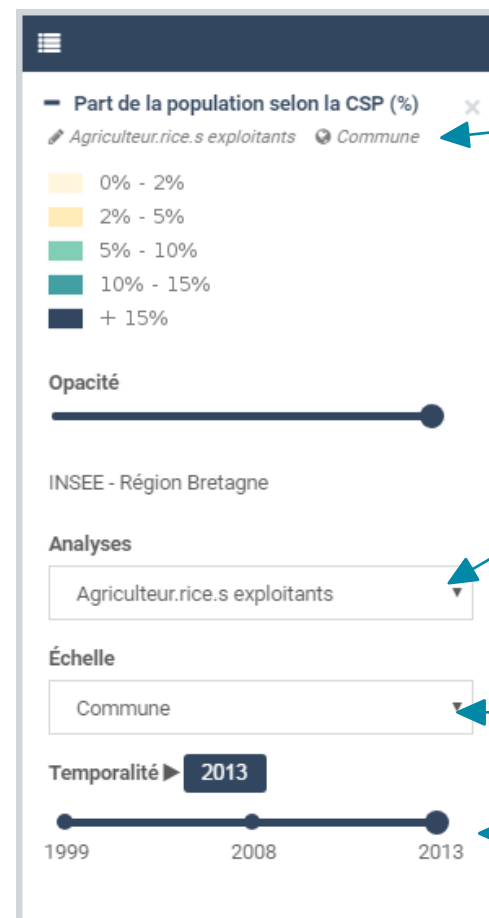 Part de la population selon la CSP (%)
Agriculteur.rice.s exploitants Commune
0% - 2%
2% - 5%
5% - 10%
10% - 15%
+ 15%
Opacité
INSEE - Région Bretagne
Analyses
Agriculteur.rice.s exploitants
Échelle
Commune
Temporalité 2013
1999 2008 2013